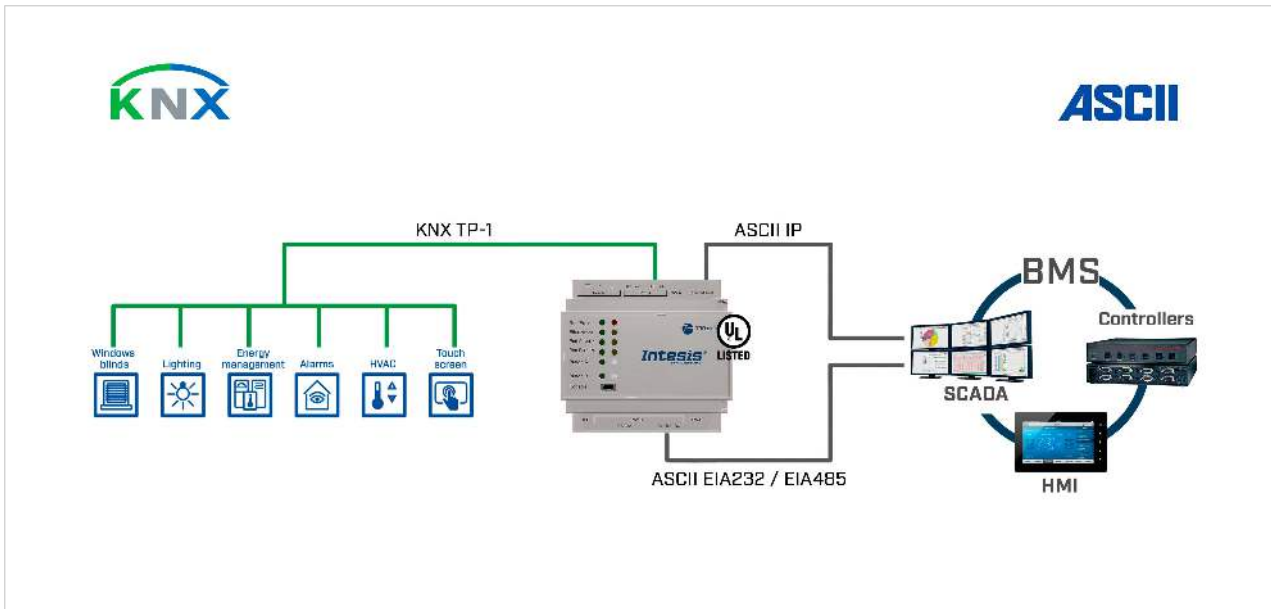 KNX
ASCII
KNX TP-1
ASCII IP
Windows
blinds
Lighting
Energy
management
Alarms
HVAC
Touch
screen
Intesis
UL
LISTED
BMS
Controllers
SCADA
HMI
ASCII EIA232 / EIA485